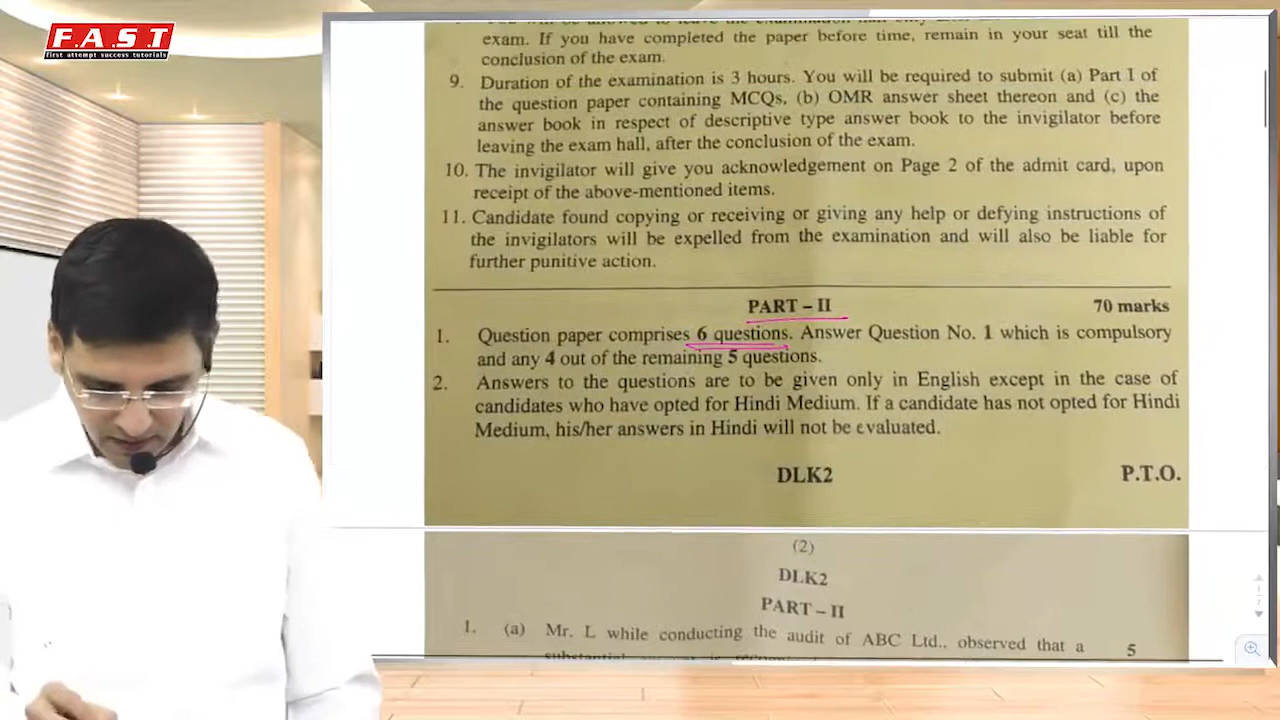 F.A.S.T
first attempt success tutorials
exam. If you have completed the paper before time, remain in your seat till the
conclusion of the exam.
9. Duration of the examination is 3 hours. You will be required to submit (a) Part I of
the question paper containing MCQs, (b) OMR answer sheet thereon and (c) the
answer book in respect of descriptive type answer book to the invigilator before
leaving the exam hall, after the conclusion of the exam.
10. The invigilator will give you acknowledgement on Page 2 of the admit card, upon
receipt of the above-mentioned items.
11. Candidate found copying or receiving or giving any help or defying instructions of
the invigilators will be expelled from the examination and will also be liable for
further punitive action.
PART – II 70 marks
1. Question paper comprises 6 questions. Answer Question No. 1 which is compulsory
and any 4 out of the remaining 5 questions.
2. Answers to the questions are to be given only in English except in the case of
candidates who have opted for Hindi Medium. If a candidate has not opted for Hindi
Medium, his/her answers in Hindi will not be evaluated.
DLK2 P.T.O.
(2)
DLK2
PART – II
1. (a) Mr. L while conducting the audit of ABC Ltd., observed that a 5